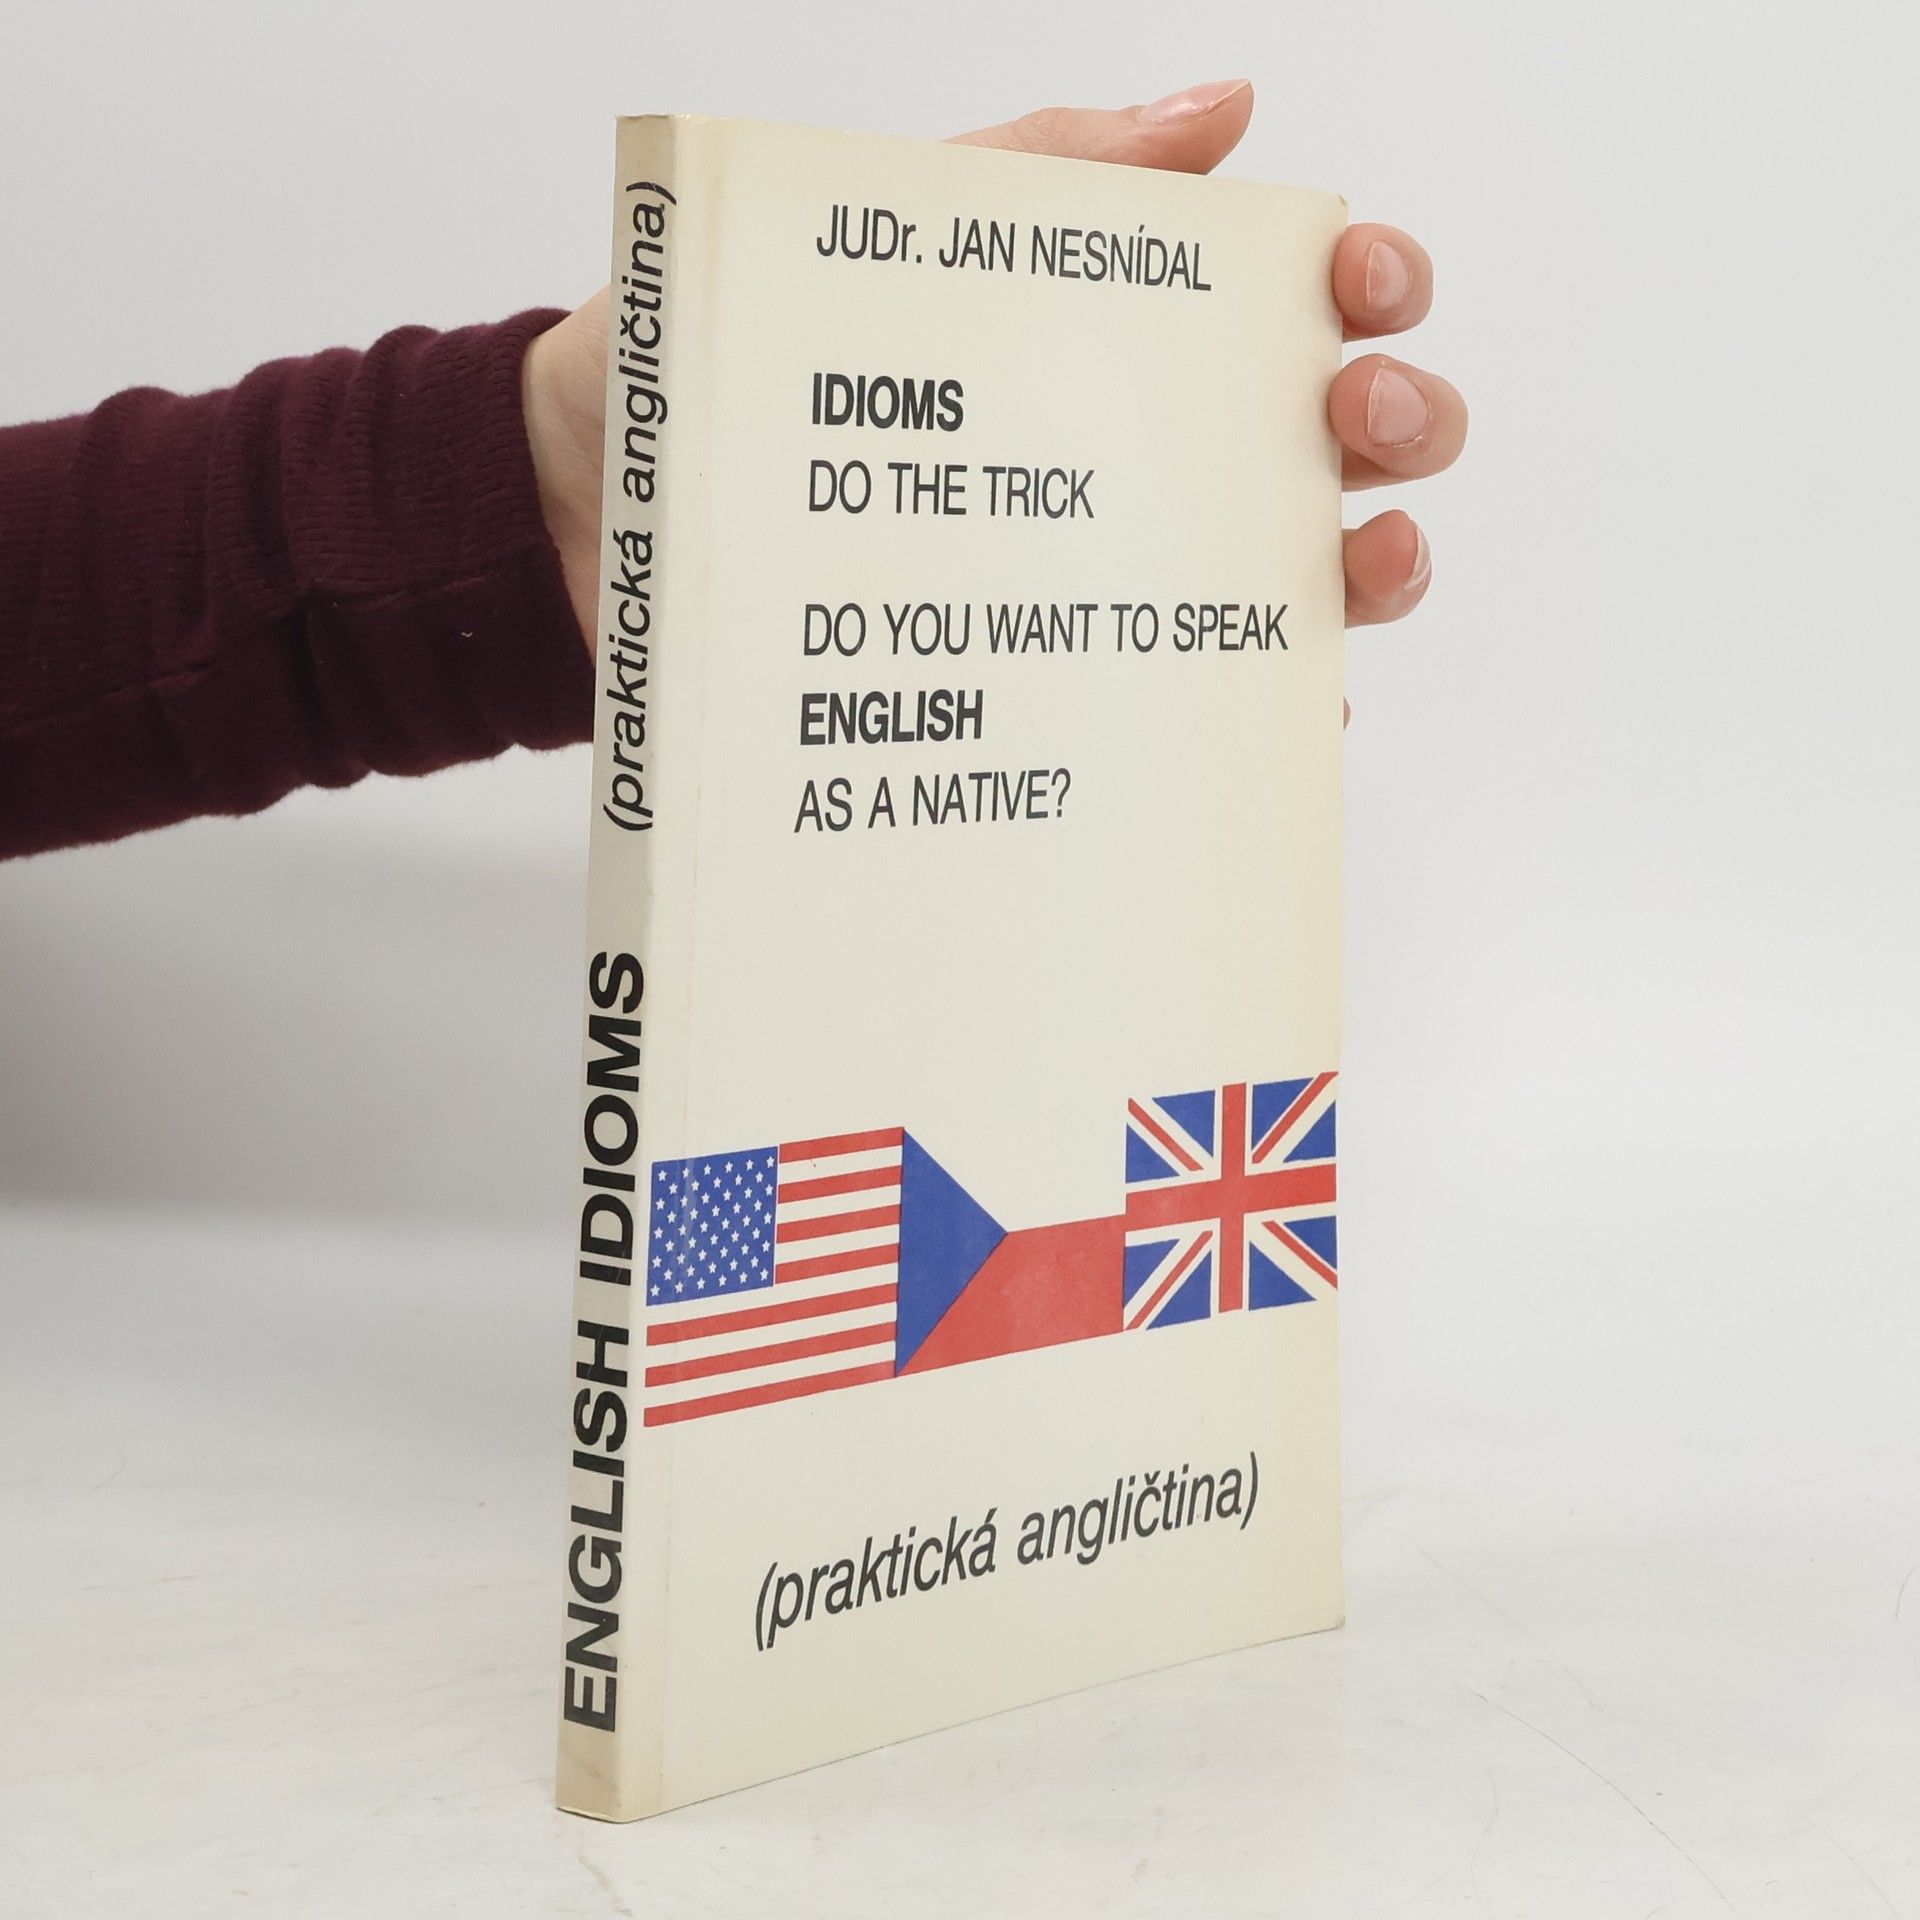 JUDr. JAN NESNÍDAL
IDIOMS
DO THE TRICK
DO YOU WANT TO SPEAK
ENGLISH
AS A NATIVE?
(praktická angličtina)
ENGLISH IDIOMS (praktická angličtina)